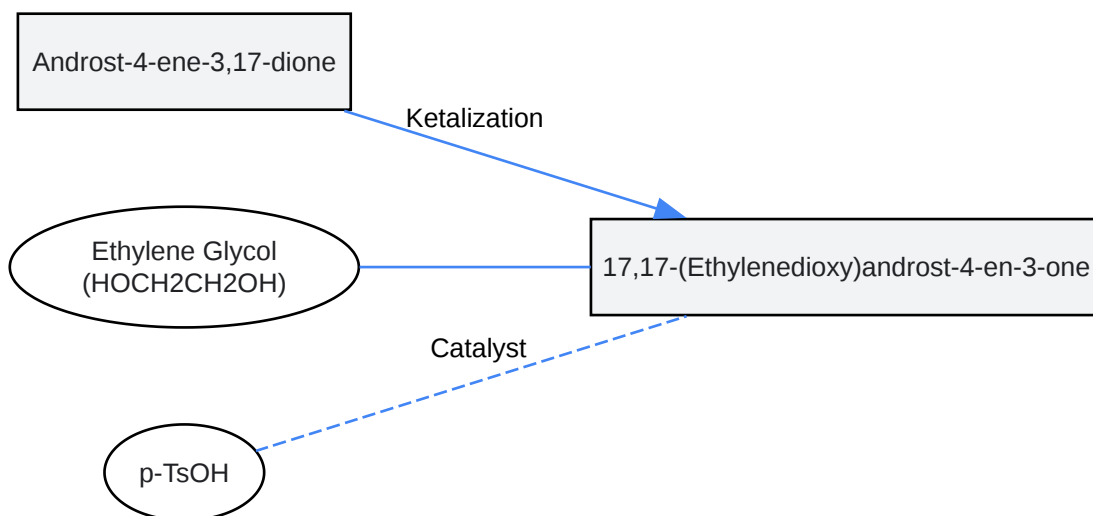 Androst-4-ene-3,17-dione
Ketalization
Ethylene Glycol
(HOCH2CH2OH)
17,17-(Ethylenedioxy)androst-4-en-3-one
Catalyst
p-TsOH